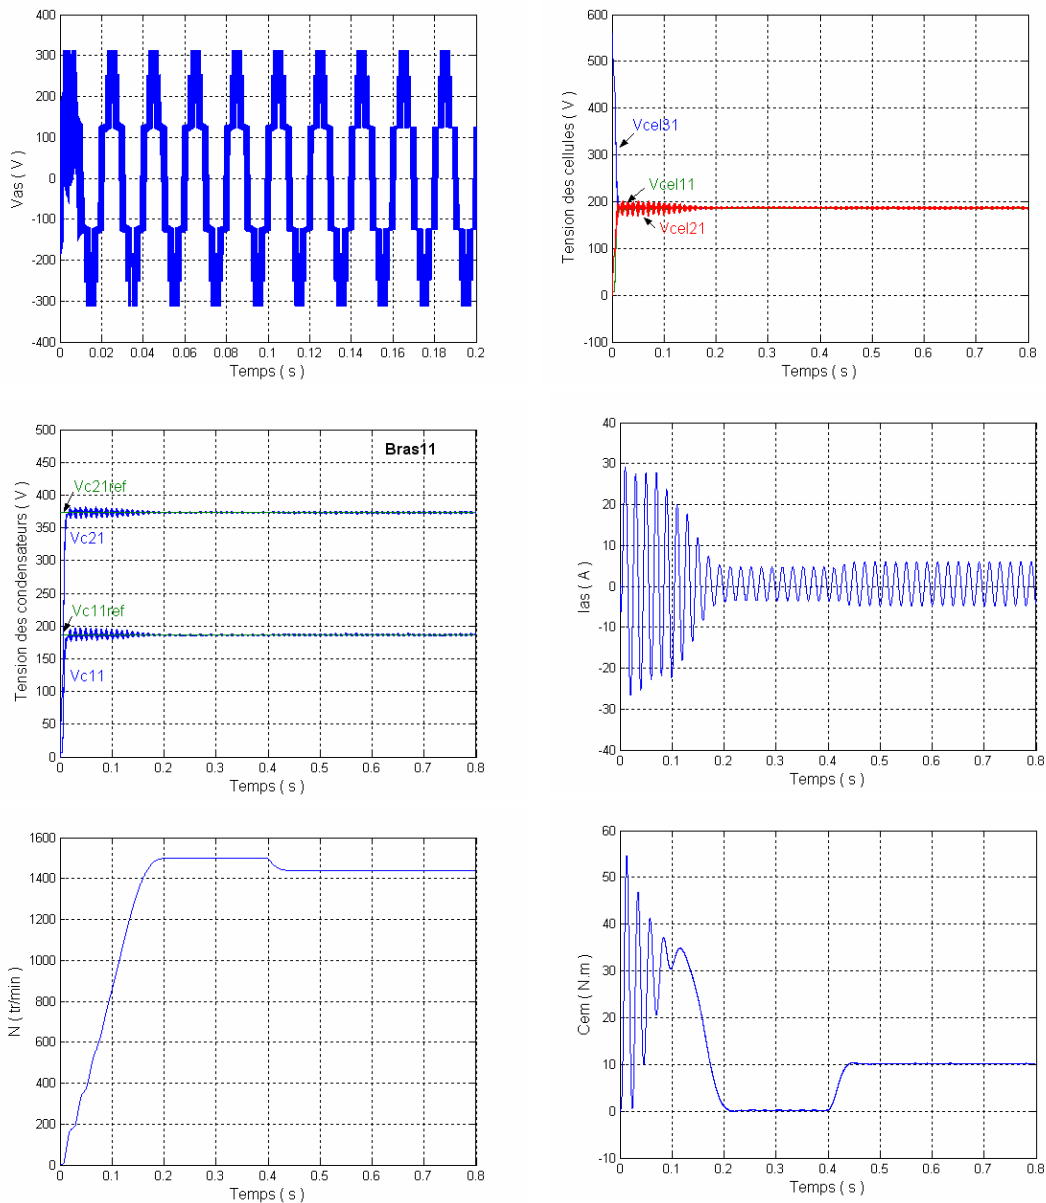 400
300
200
100
0
-100
-200
-300
-400
Vas ( V )
0 0.02 0.04 0.06 0.08 0.1 0.12 0.14 0.16 0.18 0.2
Temps ( s )
600
500
400
300
200
100
0
-100
Tension des cellules ( V )
Vcel31
Vcel11
Vcel21
0 0.1 0.2 0.3 0.4 0.5 0.6 0.7 0.8
Temps ( s )
500
450
400
350
300
250
200
150
100
50
0
Tension des condensateurs ( V )
Bras11
Vc21ref
Vc21
Vc11ref
Vc11
0 0.1 0.2 0.3 0.4 0.5 0.6 0.7 0.8
Temps ( s )
40
30
20
10
0
-10
-20
-30
-40
Ias ( A )
0 0.1 0.2 0.3 0.4 0.5 0.6 0.7 0.8
Temps ( s )
1600
1400
1200
1000
800
600
400
200
0
N ( tr/min )
0 0.1 0.2 0.3 0.4 0.5 0.6 0.7 0.8
Temps ( s )
60
50
40
30
20
10
0
-10
Cem ( N.m )
0 0.1 0.2 0.3 0.4 0.5 0.6 0.7 0.8
Temps ( s )